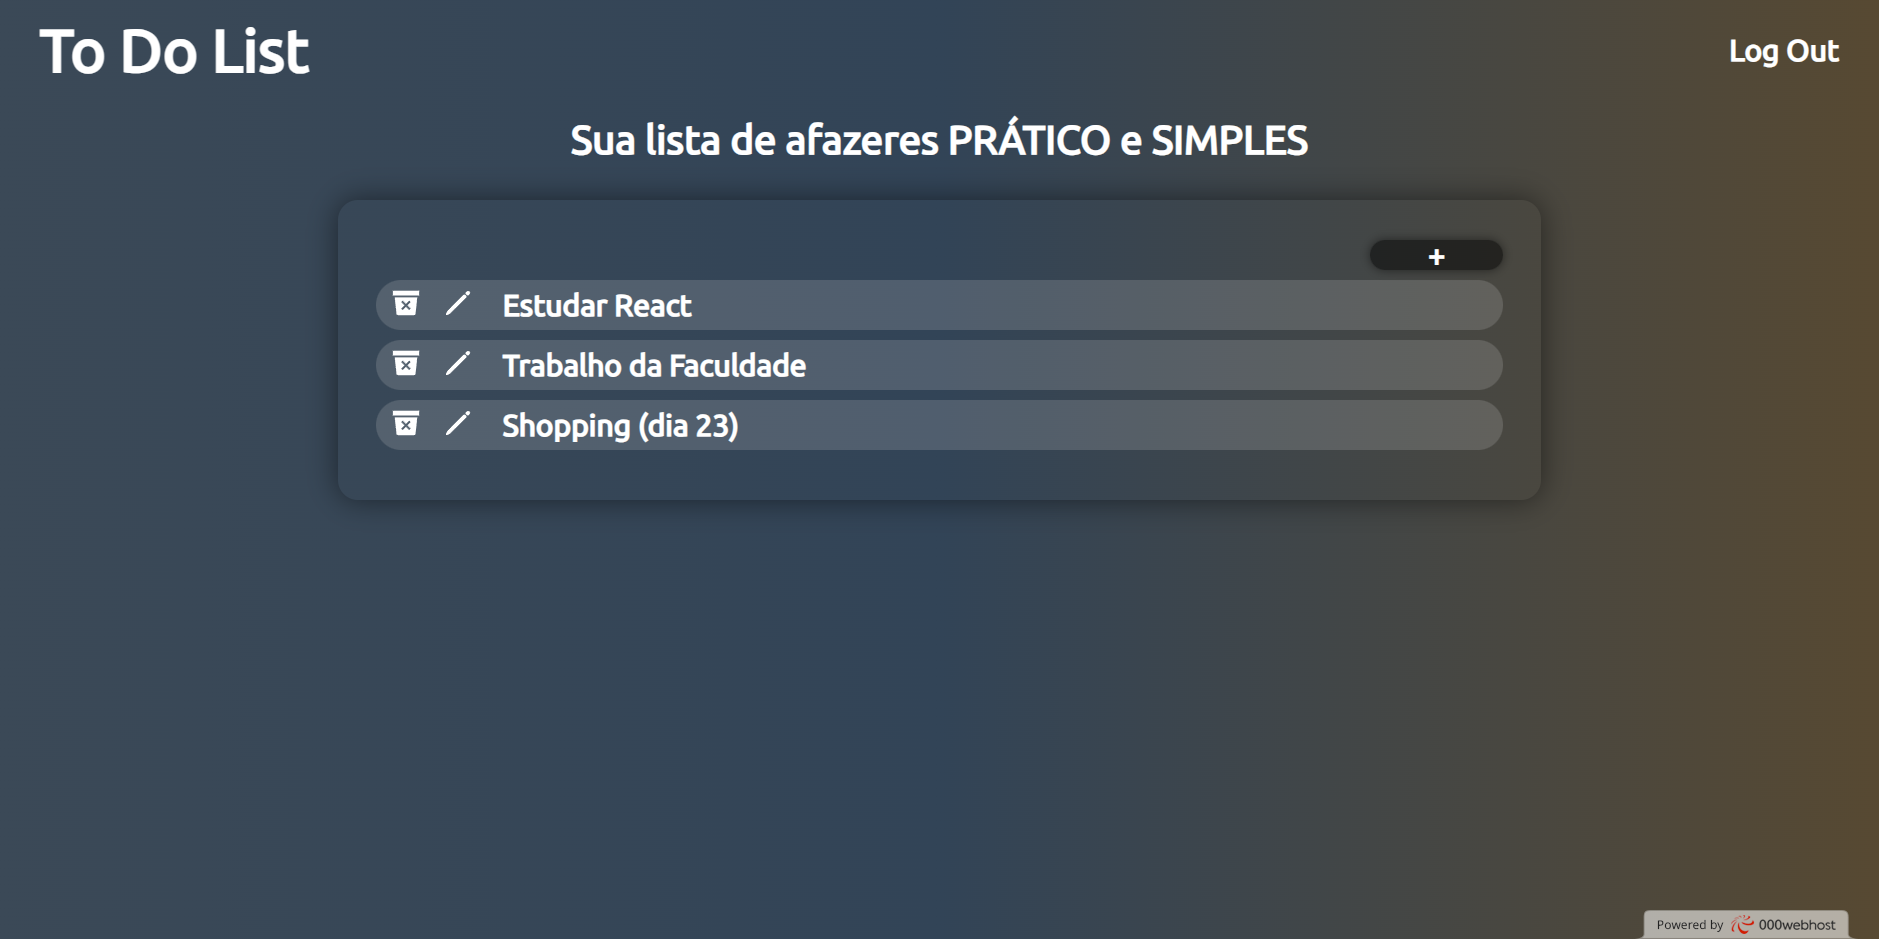 To Do List
Log Out
Sua lista de afazeres PRÁTICO e SIMPLES
+
Estudar React
Trabalho da Faculdade
Shopping (dia 23)
Powered by 000webhost